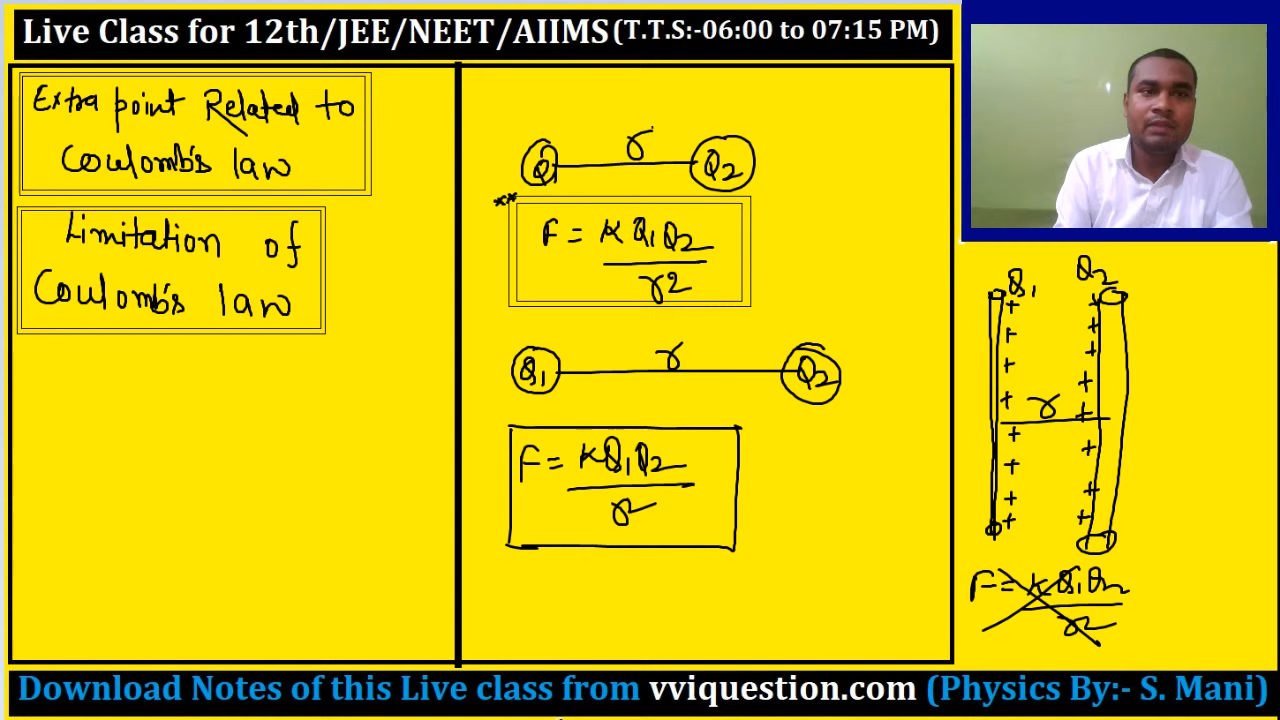 Live Class for 12th/JEE/NEET/AIIMS(T.T.S:-06:00 to 07:15 PM)
Extra point Related to
Coulomb's law
Limitation of
Coulomb's law
Q1 r Q2
**
F = KQ1Q2
r2
Q1 r Q2
F = KQ1Q2
r2
Q1 Q2
+ +
+ +
+ +
+ +
+ r +
+ +
+ +
+ +
+
F = KQ1Q2
r2
Download Notes of this Live class from vviquestion.com (Physics By:- S. Mani)